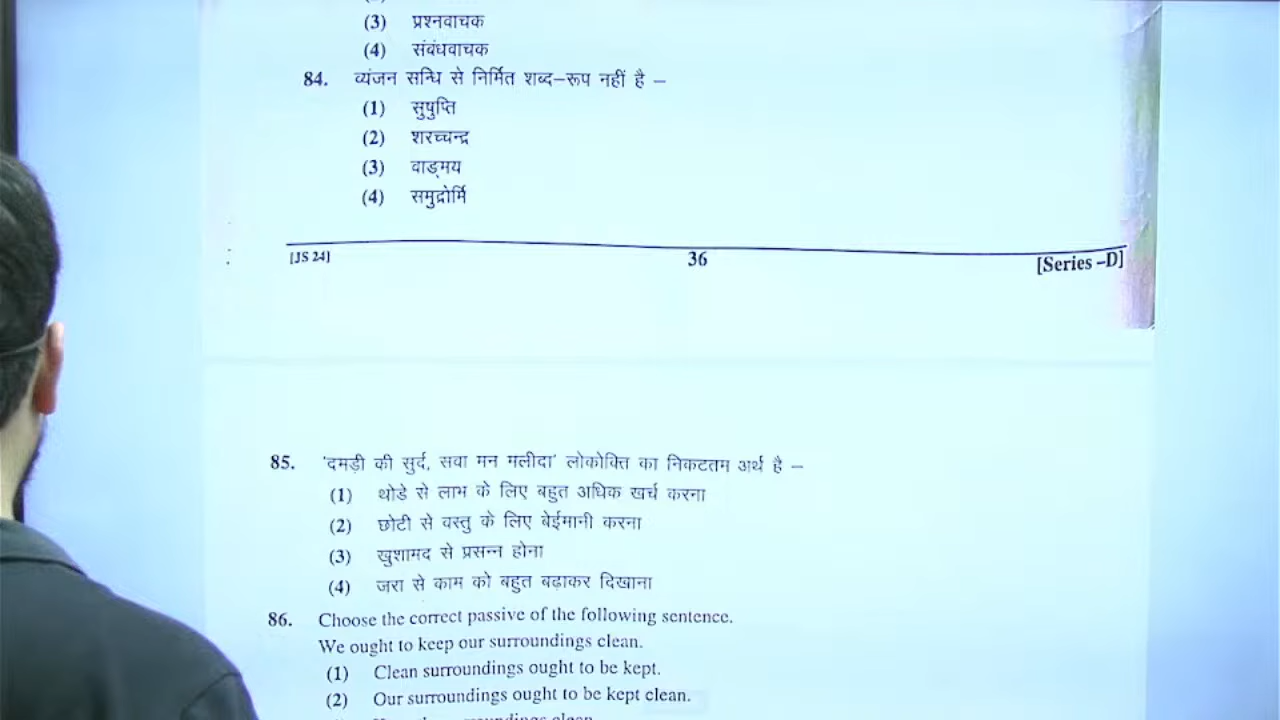 (3) प्रश्नवाचक
(4) संबंधवाचक
84. व्यंजन सन्धि से निर्मित शब्द–रूप नहीं है –
(1) सुषुप्ति
(2) शरच्चन्द्र
(3) वाङ्मय
(4) समुद्रोर्मि
[JS 24] 36 [Series –D]
85. 'दमड़ी की सुई, सवा मन मलीदा' लोकोक्ति का निकटतम अर्थ है –
(1) थोडे से लाभ के लिए बहुत अधिक खर्च करना
(2) छोटी से वस्तु के लिए बेईमानी करना
(3) खुशामद से प्रसन्न होना
(4) जरा से काम को बहुत बढ़ाकर दिखाना
86. Choose the correct passive of the following sentence.
We ought to keep our surroundings clean.
(1) Clean surroundings ought to be kept.
(2) Our surroundings ought to be kept clean.